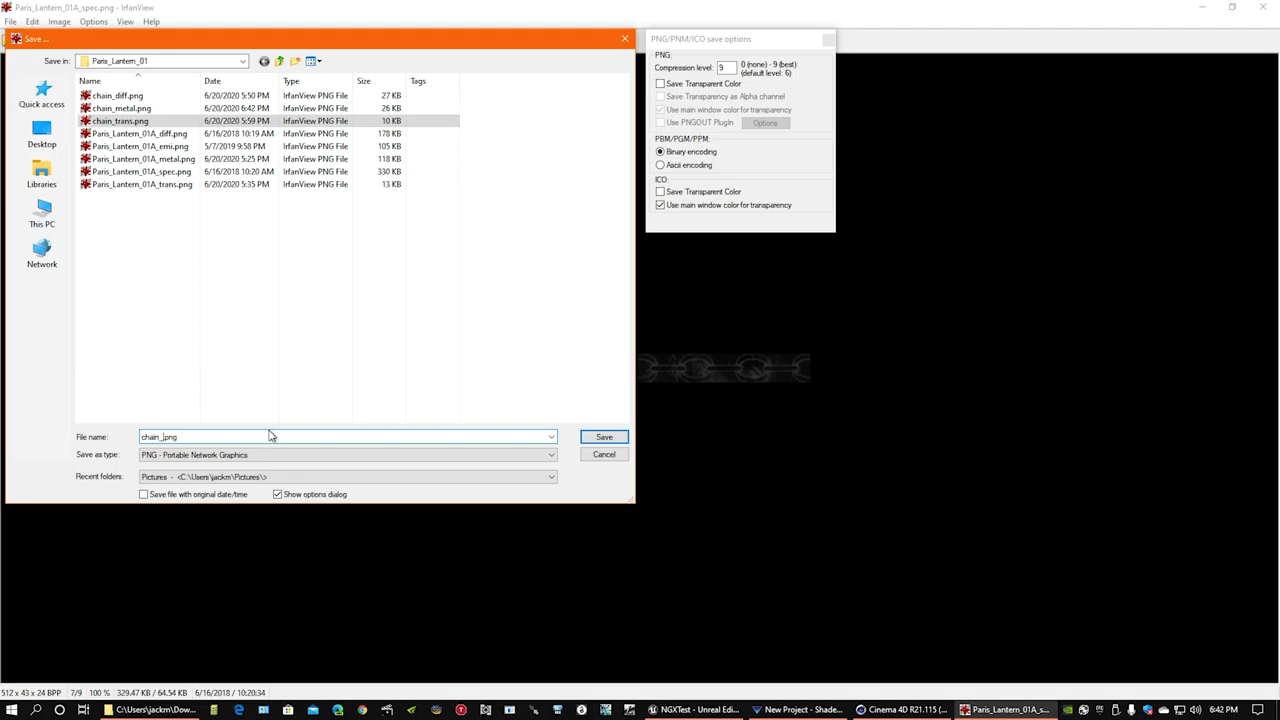 Paris_Lantern_01A_spec.png - IrfanView
File Edit Image Options View Help
Save ...
Save in: Paris_Lantern_01
Name Date Type Size Tags
chain_diff.png 6/20/2020 5:50 PM IrfanView PNG File 27 KB
chain_metal.png 6/20/2020 6:42 PM IrfanView PNG File 26 KB
chain_trans.png 6/20/2020 5:59 PM IrfanView PNG File 10 KB
Paris_Lantern_01A_diff.png 6/16/2018 10:19 AM IrfanView PNG File 178 KB
Paris_Lantern_01A_emi.png 5/7/2019 9:58 PM IrfanView PNG File 105 KB
Paris_Lantern_01A_metal.png 6/20/2020 5:25 PM IrfanView PNG File 118 KB
Paris_Lantern_01A_spec.png 6/16/2018 10:20 AM IrfanView PNG File 330 KB
Paris_Lantern_01A_trans.png 6/20/2020 5:35 PM IrfanView PNG File 13 KB
Quick access
Desktop
Libraries
This PC
Network
File name: chain_.png Save
Save as type: PNG - Portable Network Graphics Cancel
Recent folders: Pictures - <C:\Users\jackm\Pictures\>
Save file with original date/time Show options dialog
PNG/PNM/ICO save options
PNG:
Compression level: 9 0 (none) - 9 (best)
(default level: 6)
Save Transparent Color
Save Transparency as Alpha channel
Use main window color for transparency
Use PNGOUT PlugIn Options
PBM/PGM/PPM:
Binary encoding
Ascii encoding
ICO:
Save Transparent Color
Use main window color for transparency
512 x 43 x 24 BPP 7/9 100 % 329.47 KB / 64.54 KB 6/16/2018 / 10:20:34
C:\Users\jackm\Dow... NGXTest - Unreal Edi... New Project - Shade... Cinema 4D R21.115 (... Paris_Lantern_01A_s... 6:42 PM